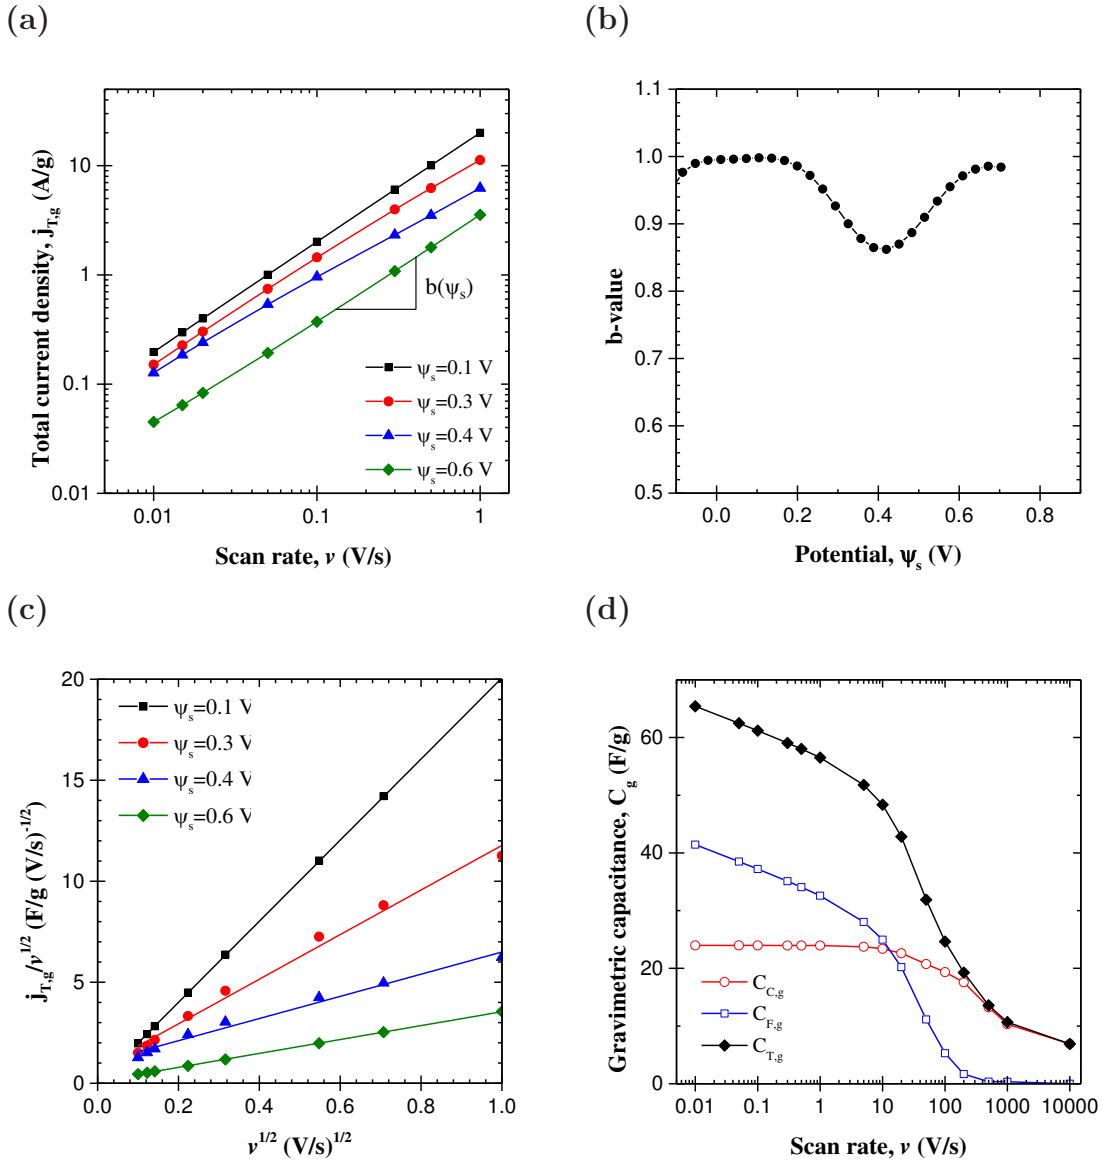 (a)
Total current density, j_T,g (A/g)
10
1
0.1
0.01
b(ψ_s)
ψ_s=0.1 V
ψ_s=0.3 V
ψ_s=0.4 V
ψ_s=0.6 V
0.01 0.1 1
Scan rate, ν (V/s)
(b)
b-value
1.1
1.0
0.9
0.8
0.7
0.6
0.5
0.0 0.2 0.4 0.6 0.8
Potential, ψ_s (V)
(c)
j_T,g/ν^1/2 (F/g (V/s)^-1/2)
20
15
10
5
0
ψ_s=0.1 V
ψ_s=0.3 V
ψ_s=0.4 V
ψ_s=0.6 V
0.0 0.2 0.4 0.6 0.8 1.0
ν^1/2 (V/s)^1/2
(d)
Gravimetric capacitance, C_g (F/g)
60
40
20
0
C_C,g
C_F,g
C_T,g
0.01 0.1 1 10 100 1000 10000
Scan rate, ν (V/s)